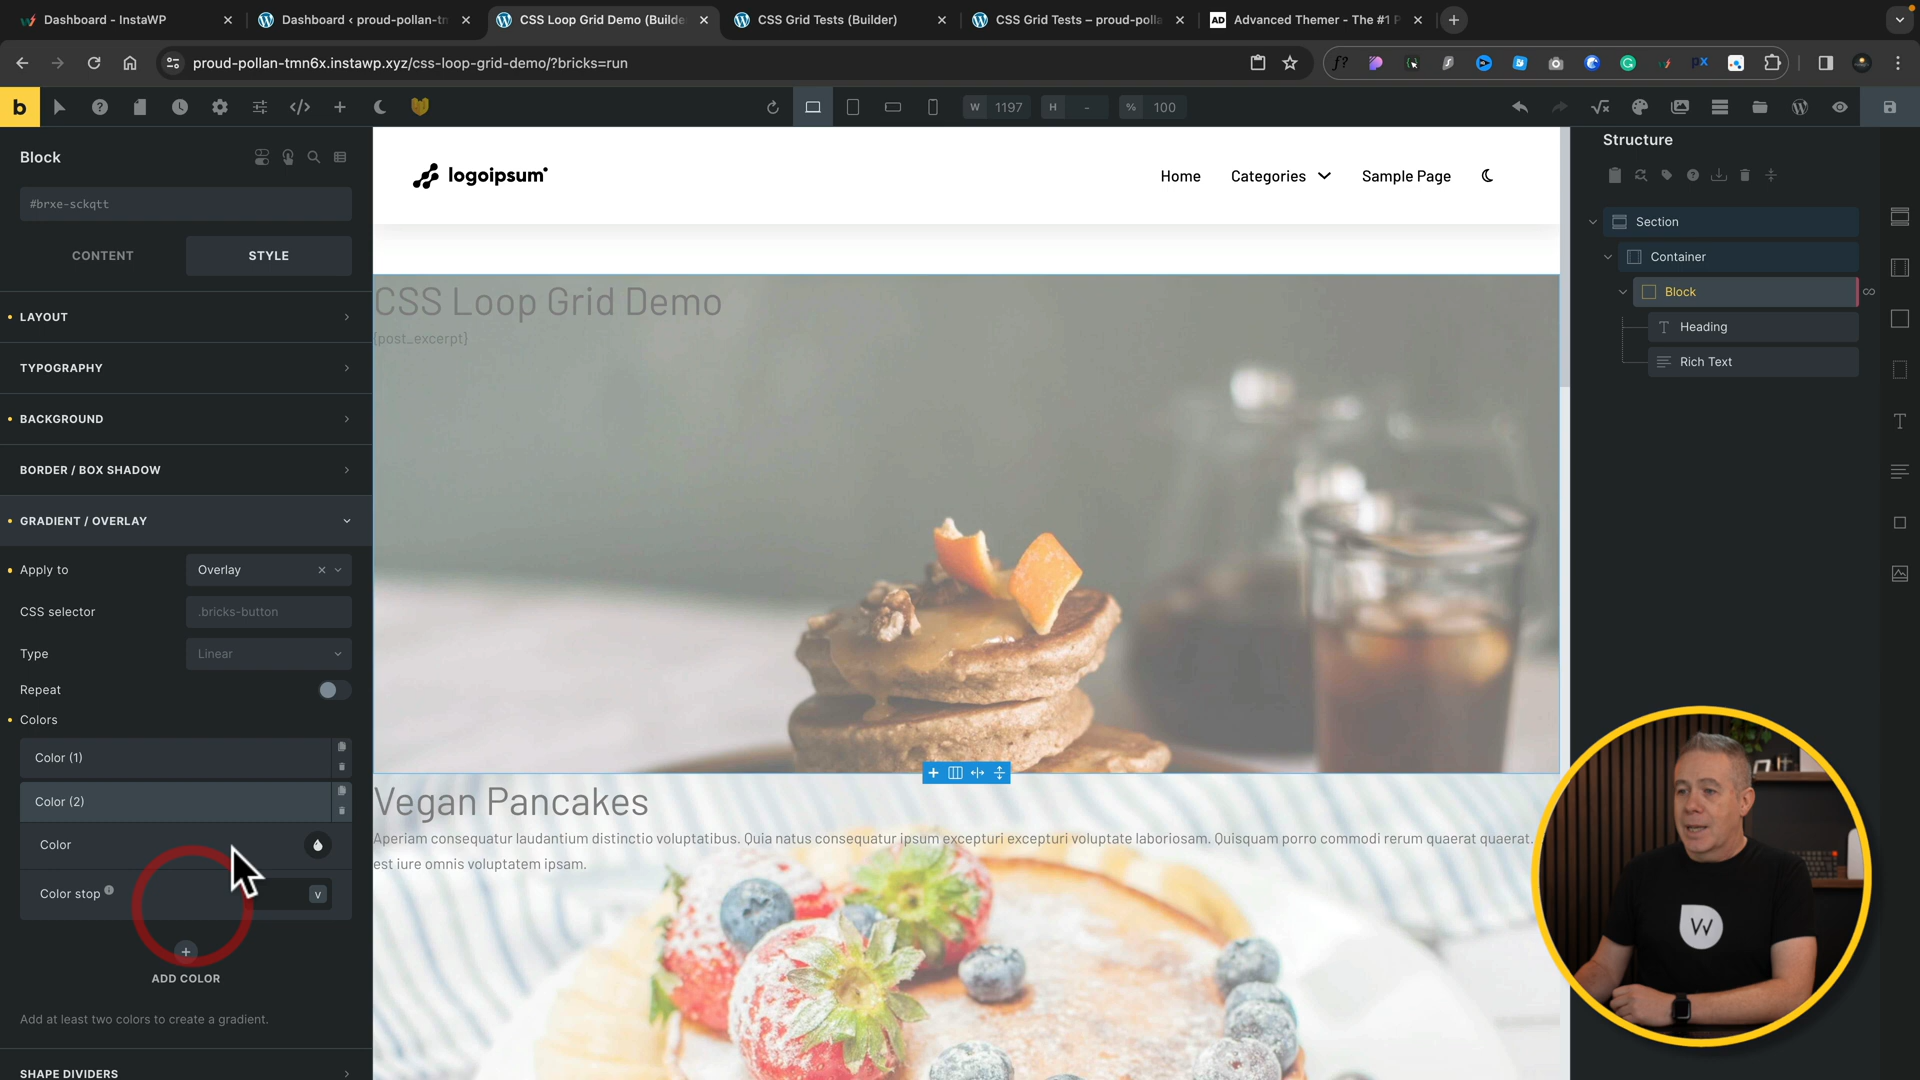 Dashboard - InstaWP
Dashboard ‹ proud-pollan-tn
CSS Loop Grid Demo (Builde
CSS Grid Tests (Builder)
CSS Grid Tests – proud-polla
AD
Advanced Themer - The #1 P
proud-pollan-tmn6x.instawp.xyz/css-loop-grid-demo/?bricks=run
b
W 1197
H -
% 100
Block
#brxe-sckqtt
CONTENT
STYLE
LAYOUT
TYPOGRAPHY
BACKGROUND
BORDER / BOX SHADOW
GRADIENT / OVERLAY
Apply to
Overlay
CSS selector
.bricks-button
Type
Linear
Repeat
Colors
Color (1)
Color (2)
Color
Color stop
v
ADD COLOR
Add at least two colors to create a gradient.
SHAPE DIVIDERS
logoipsum
Home
Categories
Sample Page
CSS Loop Grid Demo
{post_excerpt}
Vegan Pancakes
Aperiam consequatur laudantium distinctio voluptatibus. Quia natus consequatur ipsum excepturi excepturi voluptate laboriosam. Quisquam porro commodi rerum quaerat quaerat.
est iure omnis voluptatem ipsam.
Structure
Section
Container
Block
Heading
Rich Text
W